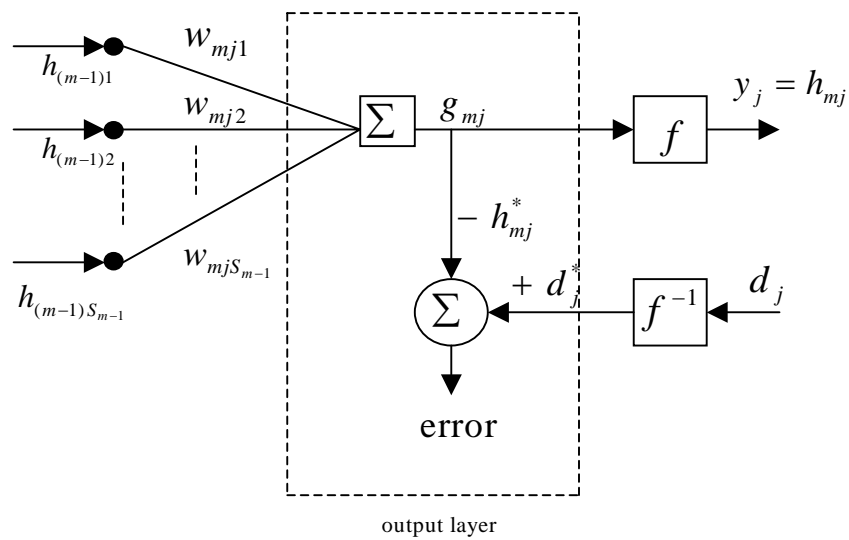 h_{(m-1)1}
w_{mj1}
h_{(m-1)2}
w_{mj2}
h_{(m-1)S_{m-1}}
w_{mjS_{m-1}}
Σ
g_{mj}
f
y_j = h_{mj}
− h^*_{mj}
Σ
+ d^*_j
f^{-1}
d_j
error
output layer